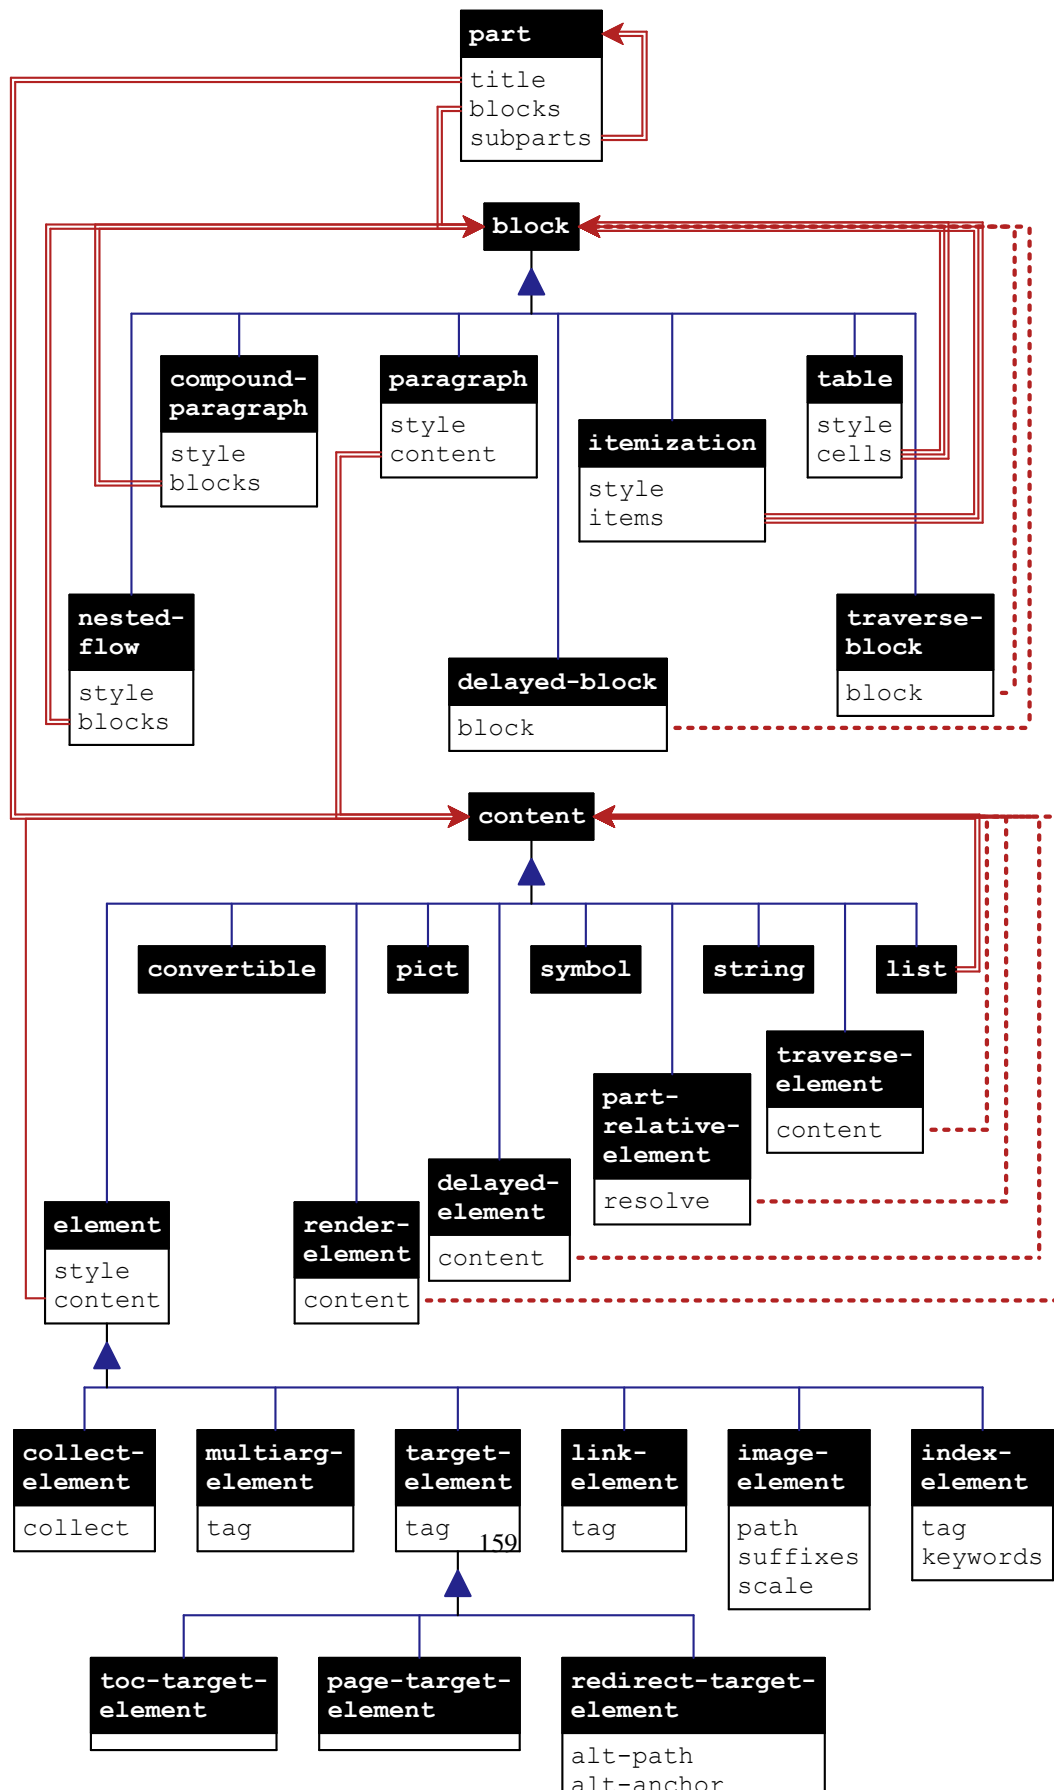 part
title
blocks
subparts
block
compound-
paragraph
style
blocks
paragraph
style
content
itemization
style
items
table
style
cells
nested-
flow
style
blocks
delayed-block
block
traverse-
block
block
content
convertible
pict
symbol
string
list
traverse-
element
content
part-
relative-
element
resolve
delayed-
element
content
render-
element
content
element
style
content
collect-
element
collect
multiarg-
element
tag
target-
element
tag
159
link-
element
tag
image-
element
path
suffixes
scale
index-
element
tag
keywords
toc-target-
element
page-target-
element
redirect-target-
element
alt-path
alt-anchor